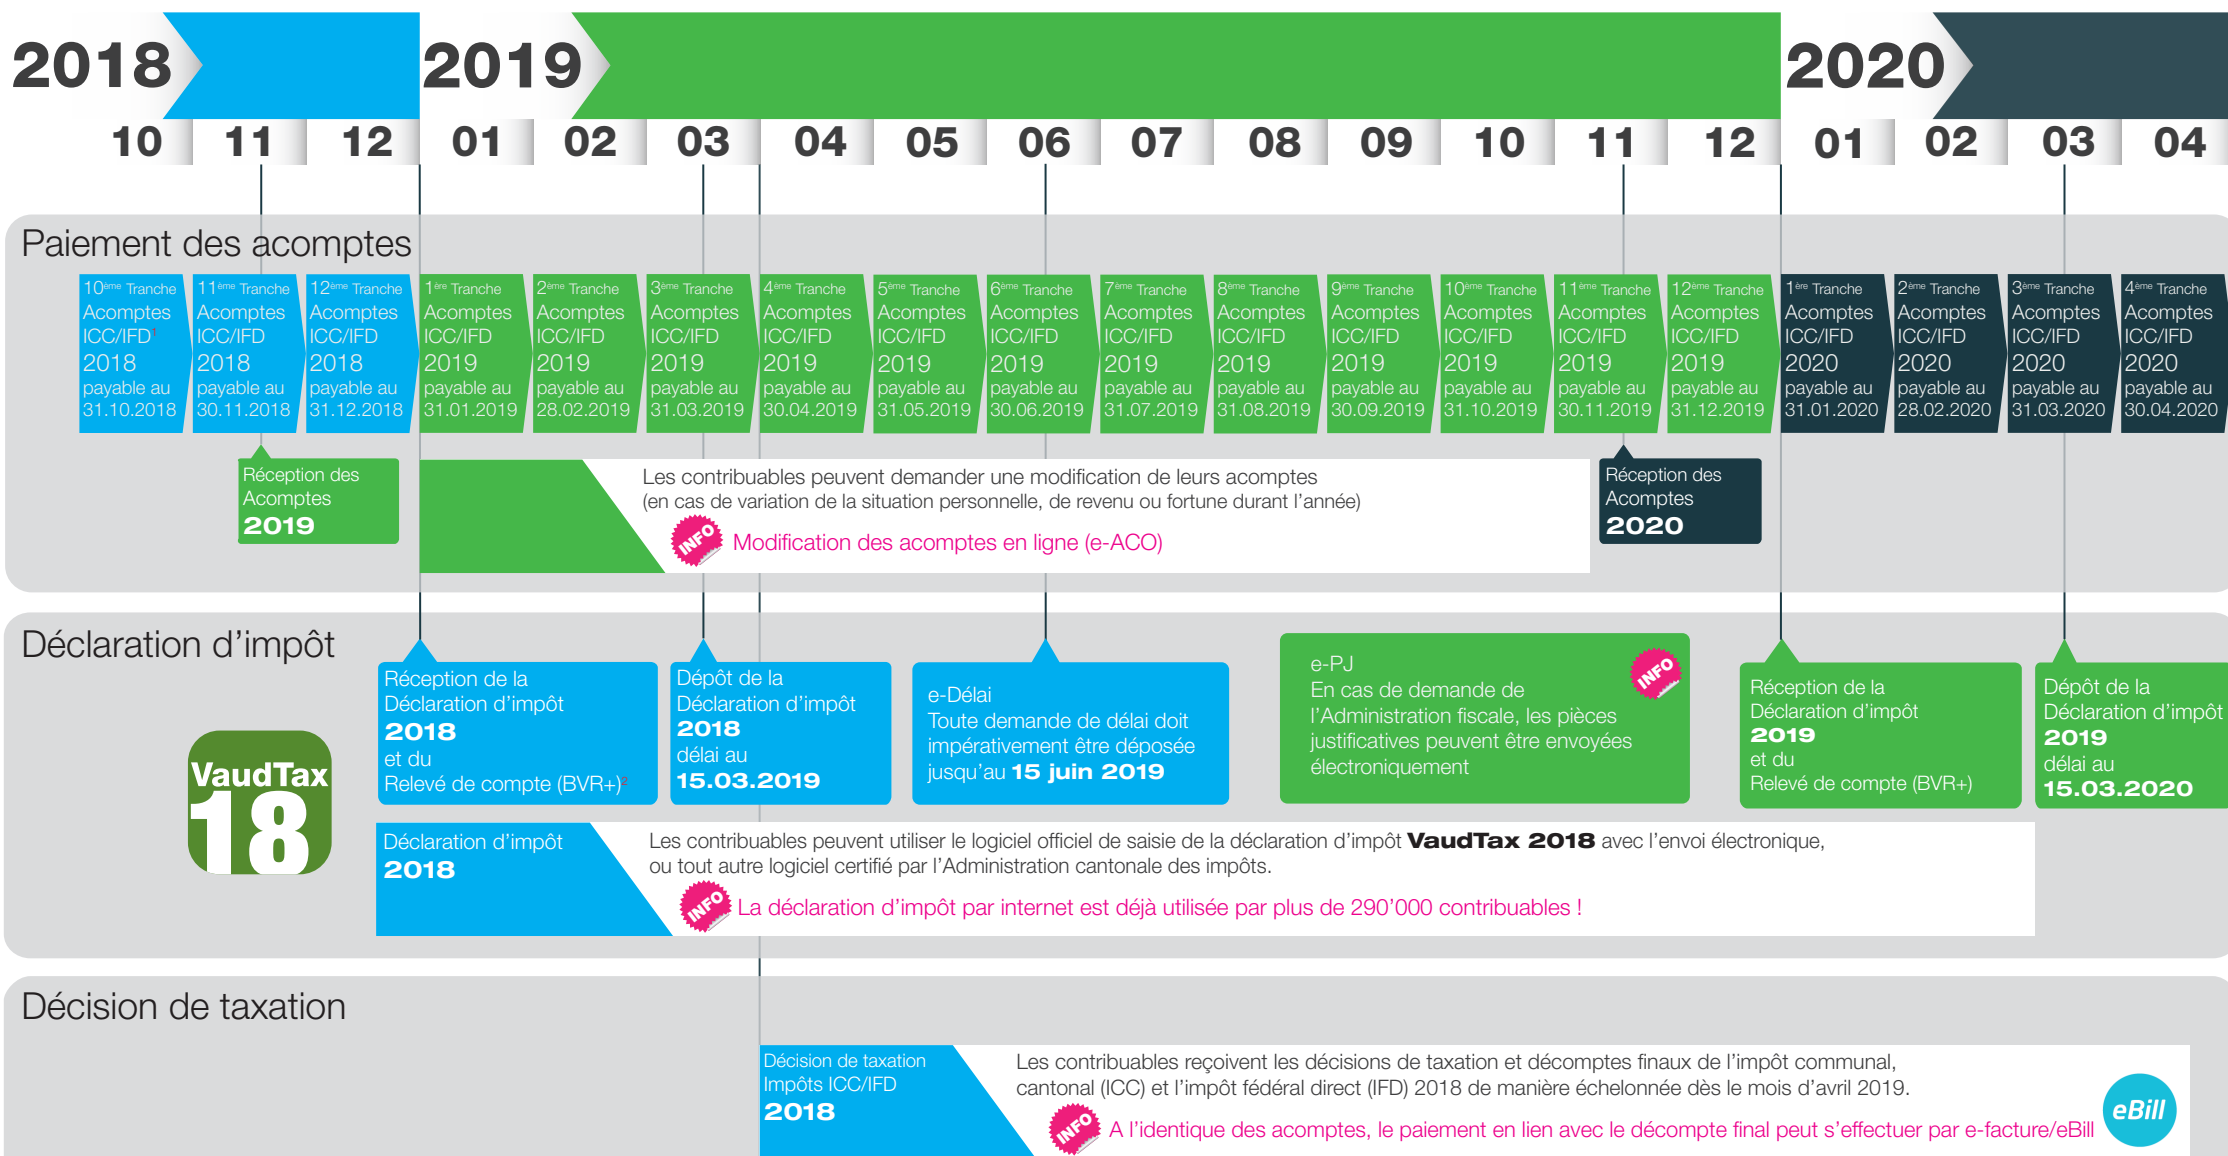 2018
2019
2020
10 11 12 01 02 03 04 05 06 07 08 09 10 11 12 01 02 03 04
Paiement des acomptes
10ème Tranche
Acomptes
ICC/IFD1
2018
payable au
31.10.2018
11ème Tranche
Acomptes
ICC/IFD
2018
payable au
30.11.2018
12ème Tranche
Acomptes
ICC/IFD
2018
payable au
31.12.2018
1ère Tranche
Acomptes
ICC/IFD
2019
payable au
31.01.2019
2ème Tranche
Acomptes
ICC/IFD
2019
payable au
28.02.2019
3ème Tranche
Acomptes
ICC/IFD
2019
payable au
31.03.2019
4ème Tranche
Acomptes
ICC/IFD
2019
payable au
30.04.2019
5ème Tranche
Acomptes
ICC/IFD
2019
payable au
31.05.2019
6ème Tranche
Acomptes
ICC/IFD
2019
payable au
30.06.2019
7ème Tranche
Acomptes
ICC/IFD
2019
payable au
31.07.2019
8ème Tranche
Acomptes
ICC/IFD
2019
payable au
31.08.2019
9ème Tranche
Acomptes
ICC/IFD
2019
payable au
30.09.2019
10ème Tranche
Acomptes
ICC/IFD
2019
payable au
31.10.2019
11ème Tranche
Acomptes
ICC/IFD
2019
payable au
30.11.2019
12ème Tranche
Acomptes
ICC/IFD
2019
payable au
31.12.2019
1ère Tranche
Acomptes
ICC/IFD
2020
payable au
31.01.2020
2ème Tranche
Acomptes
ICC/IFD
2020
payable au
28.02.2020
3ème Tranche
Acomptes
ICC/IFD
2020
payable au
31.03.2020
4ème Tranche
Acomptes
ICC/IFD
2020
payable au
30.04.2020
Réception des
Acomptes
2019
Les contribuables peuvent demander une modification de leurs acomptes
(en cas de variation de la situation personnelle, de revenu ou fortune durant l'année)
INFO Modification des acomptes en ligne (e-ACO)
Réception des
Acomptes
2020
Déclaration d'impôt
VaudTax
18
Réception de la
Déclaration d'impôt
2018
et du
Relevé de compte (BVR+)2
Dépôt de la
Déclaration d'impôt
2018
délai au
15.03.2019
e-Délai
Toute demande de délai doit
impérativement être déposée
jusqu'au 15 juin 2019
e-PJ
En cas de demande de
l'Administration fiscale, les pièces
justificatives peuvent être envoyées
électroniquement
INFO
Réception de la
Déclaration d'impôt
2019
et du
Relevé de compte (BVR+)
Dépôt de la
Déclaration d'impôt
2019
délai au
15.03.2020
Déclaration d'impôt
2018
Les contribuables peuvent utiliser le logiciel officiel de saisie de la déclaration d'impôt VaudTax 2018 avec l'envoi électronique,
ou tout autre logiciel certifié par l'Administration cantonale des impôts.
INFO La déclaration d'impôt par internet est déjà utilisée par plus de 290'000 contribuables !
Décision de taxation
Décision de taxation
Impôts ICC/IFD
2018
Les contribuables reçoivent les décisions de taxation et décomptes finaux de l'impôt communal,
cantonal (ICC) et l'impôt fédéral direct (IFD) 2018 de manière échelonnée dès le mois d'avril 2019.
INFO A l'identique des acomptes, le paiement en lien avec le décompte final peut s'effectuer par e-facture/eBill
eBill